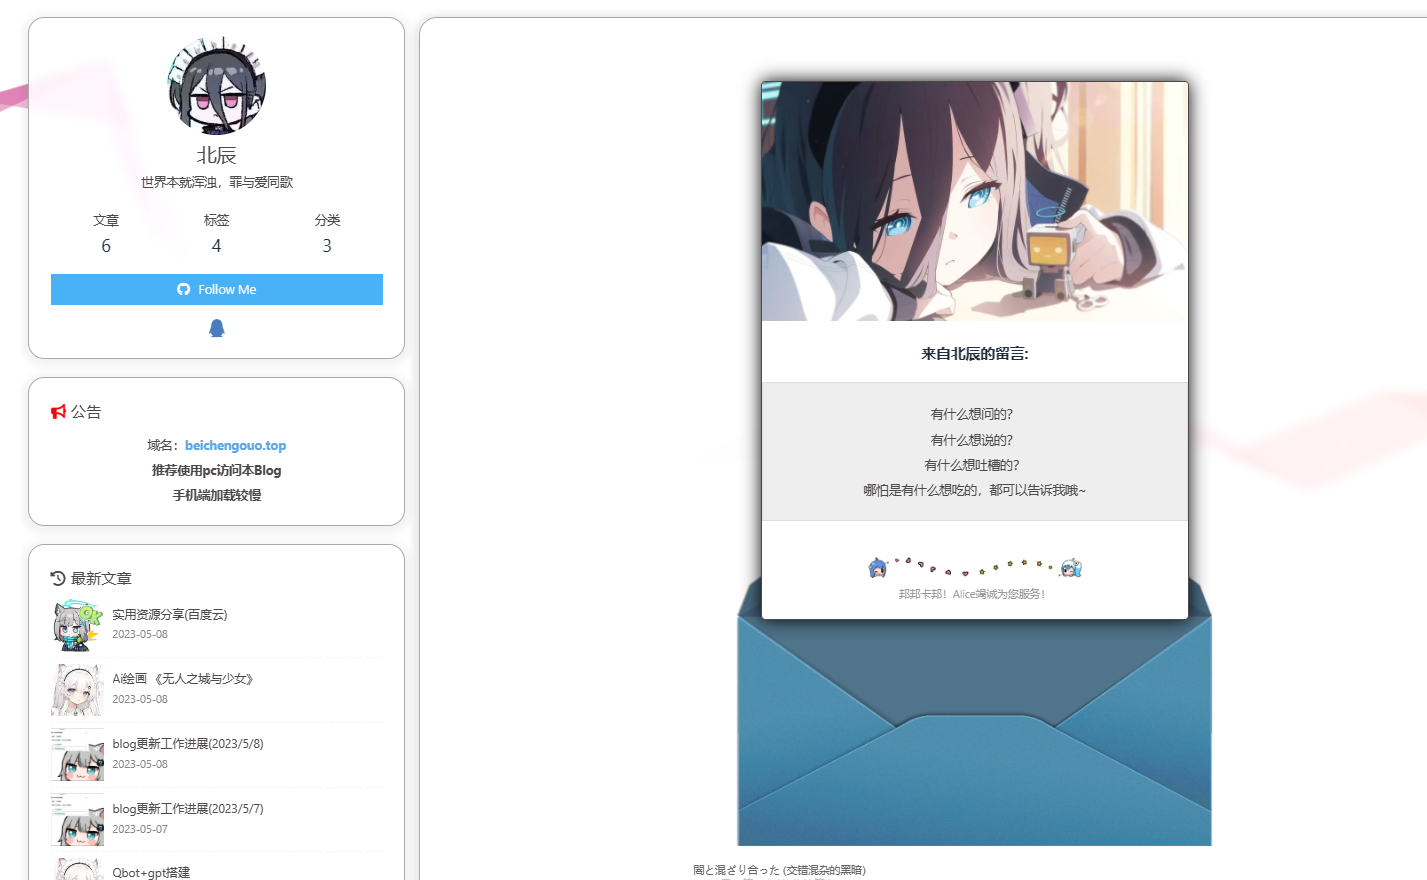 北辰
世界本就浑浊，罪与爱同歌
文章 标签 分类
6 4 3
Follow Me
公告
域名：beichengouo.top
推荐使用pc访问本Blog
手机端加载较慢
最新文章
实用资源分享(百度云)
2023-05-08
Ai绘画 《无人之城与少女》
2023-05-08
blog更新工作进展(2023/5/8)
2023-05-08
blog更新工作进展(2023/5/7)
2023-05-07
Qbot+gpt搭建
来自北辰的留言:
有什么想问的?
有什么想说的?
有什么想吐槽的?
哪怕是有什么想吃的，都可以告诉我哦~
邦邦卡邦！Alice竭诚为您服务！
闇と混ざり合った (交错混杂的黑暗)